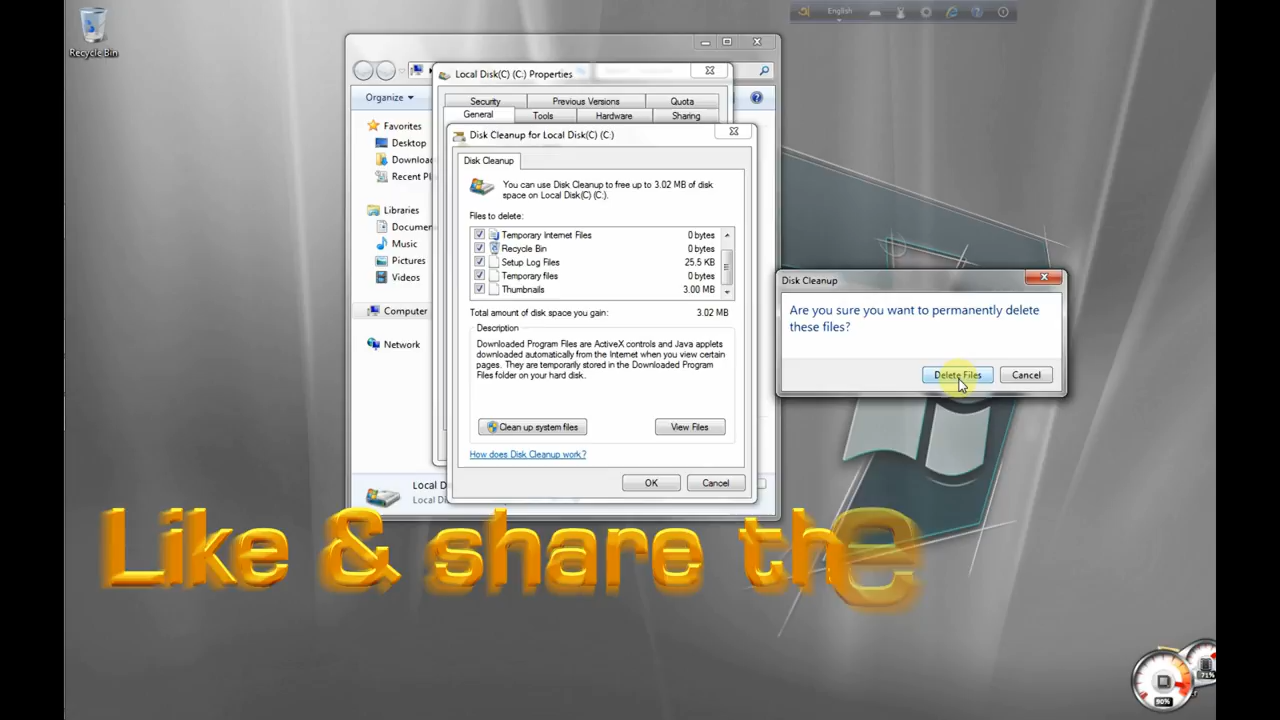 Recycle Bin
English
Local Disk(C) (C:) Properties
Organize
Security
Previous Versions
Quota
General
Tools
Hardware
Sharing
Favorites
Desktop
Recent
Libraries
Music
Pictures
Videos
Computer
Network
Local
Local
Disk Cleanup for Local Disk(C) (C:)
Disk Cleanup
You can use Disk Cleanup to free up to 3.02 MB of disk
space on Local Disk(C) (C:).
Files to delete:
Temporary Internet Files 0 bytes
Recycle Bin 0 bytes
Setup Log Files 25.5 KB
Temporary files 0 bytes
Thumbnails 3.00 MB
Total amount of disk space you gain: 3.02 MB
Description
Downloaded Program Files are ActiveX controls and Java applets
downloaded automatically from the Internet when you view certain
pages. They are temporarily stored in the Downloaded Program
Files folder on your hard disk.
Clean up system files
View Files
How does Disk Cleanup work?
OK
Cancel
Disk Cleanup
Are you sure you want to permanently delete
these files?
Delete Files
Cancel
Like & share the
90%
71%